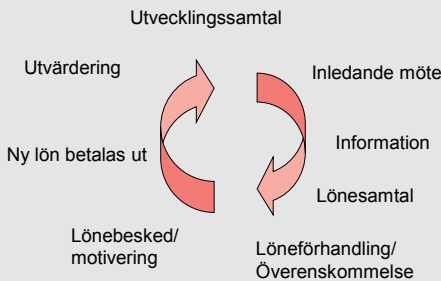 Utvecklingssamtal
Utvärdering
Inledande möte
Ny lön betalas ut
Information
Lönesamtal
Lönebesked/
motivering
Löneförhandling/
Överenskommelse